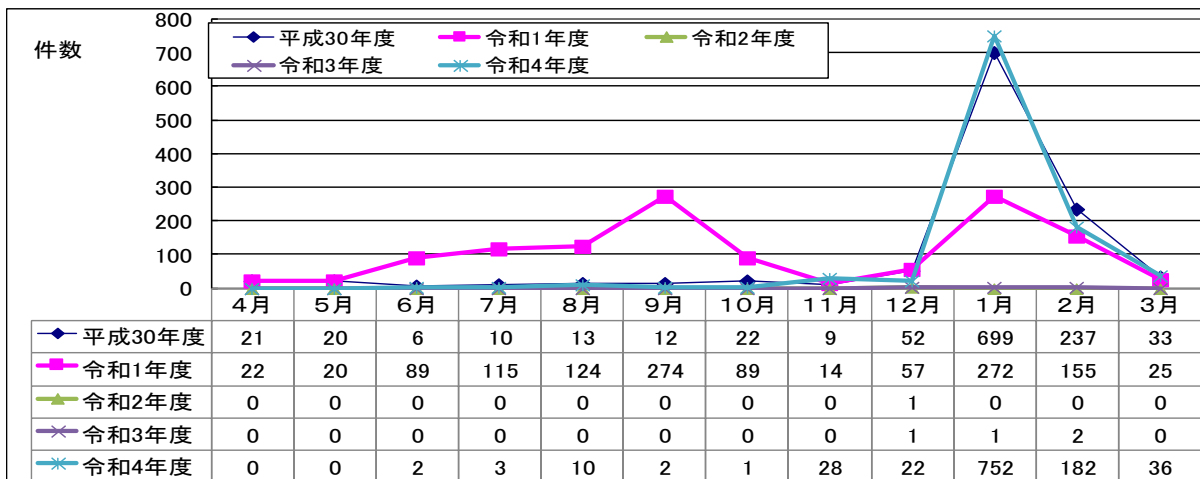 800
700
600
500
400
300
200
100
0
件数
平成30年度 令和1年度 令和2年度
令和3年度 令和4年度
4月 5月 6月 7月 8月 9月 10月 11月 12月 1月 2月 3月
平成30年度 21 20 6 10 13 12 22 9 52 699 237 33
令和1年度 22 20 89 115 124 274 89 14 57 272 155 25
令和2年度 0 0 0 0 0 0 0 0 1 0 0 0
令和3年度 0 0 0 0 0 0 0 0 1 1 2 0
令和4年度 0 0 2 3 10 2 1 28 22 752 182 36